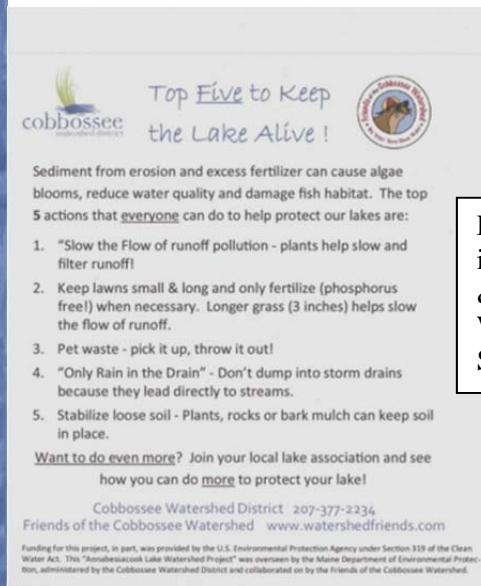 Top Five to Keep
the Lake Alive !
cobbossee
watershed district
Friends of the Cobbossee Watershed
Sediment from erosion and excess fertilizer can cause algae
blooms, reduce water quality and damage fish habitat. The top
5 actions that everyone can do to help protect our lakes are:
1. "Slow the Flow of runoff pollution - plants help slow and
filter runoff!
2. Keep lawns small & long and only fertilize (phosphorus
free!) when necessary. Longer grass (3 inches) helps slow
the flow of runoff.
3. Pet waste - pick it up, throw it out!
4. "Only Rain in the Drain" - Don't dump into storm drains
because they lead directly to streams.
5. Stabilize loose soil - Plants, rocks or bark mulch can keep soil
in place.
Want to do even more? Join your local lake association and see
how you can do more to protect your lake!
Cobbossee Watershed District 207-377-2234
Friends of the Cobbossee Watershed www.watershedfriends.com
Funding for this project, in part, was provided by the U.S. Environmental Protection Agency under Section 319 of the Clean
Water Act. This "Annabessacook Lake Watershed Project" was overseen by the Maine Department of Environmental Protec-
tion, administered by the Cobbossee Watershed District and collaborated on by the Friends of the Cobbossee Watershed.